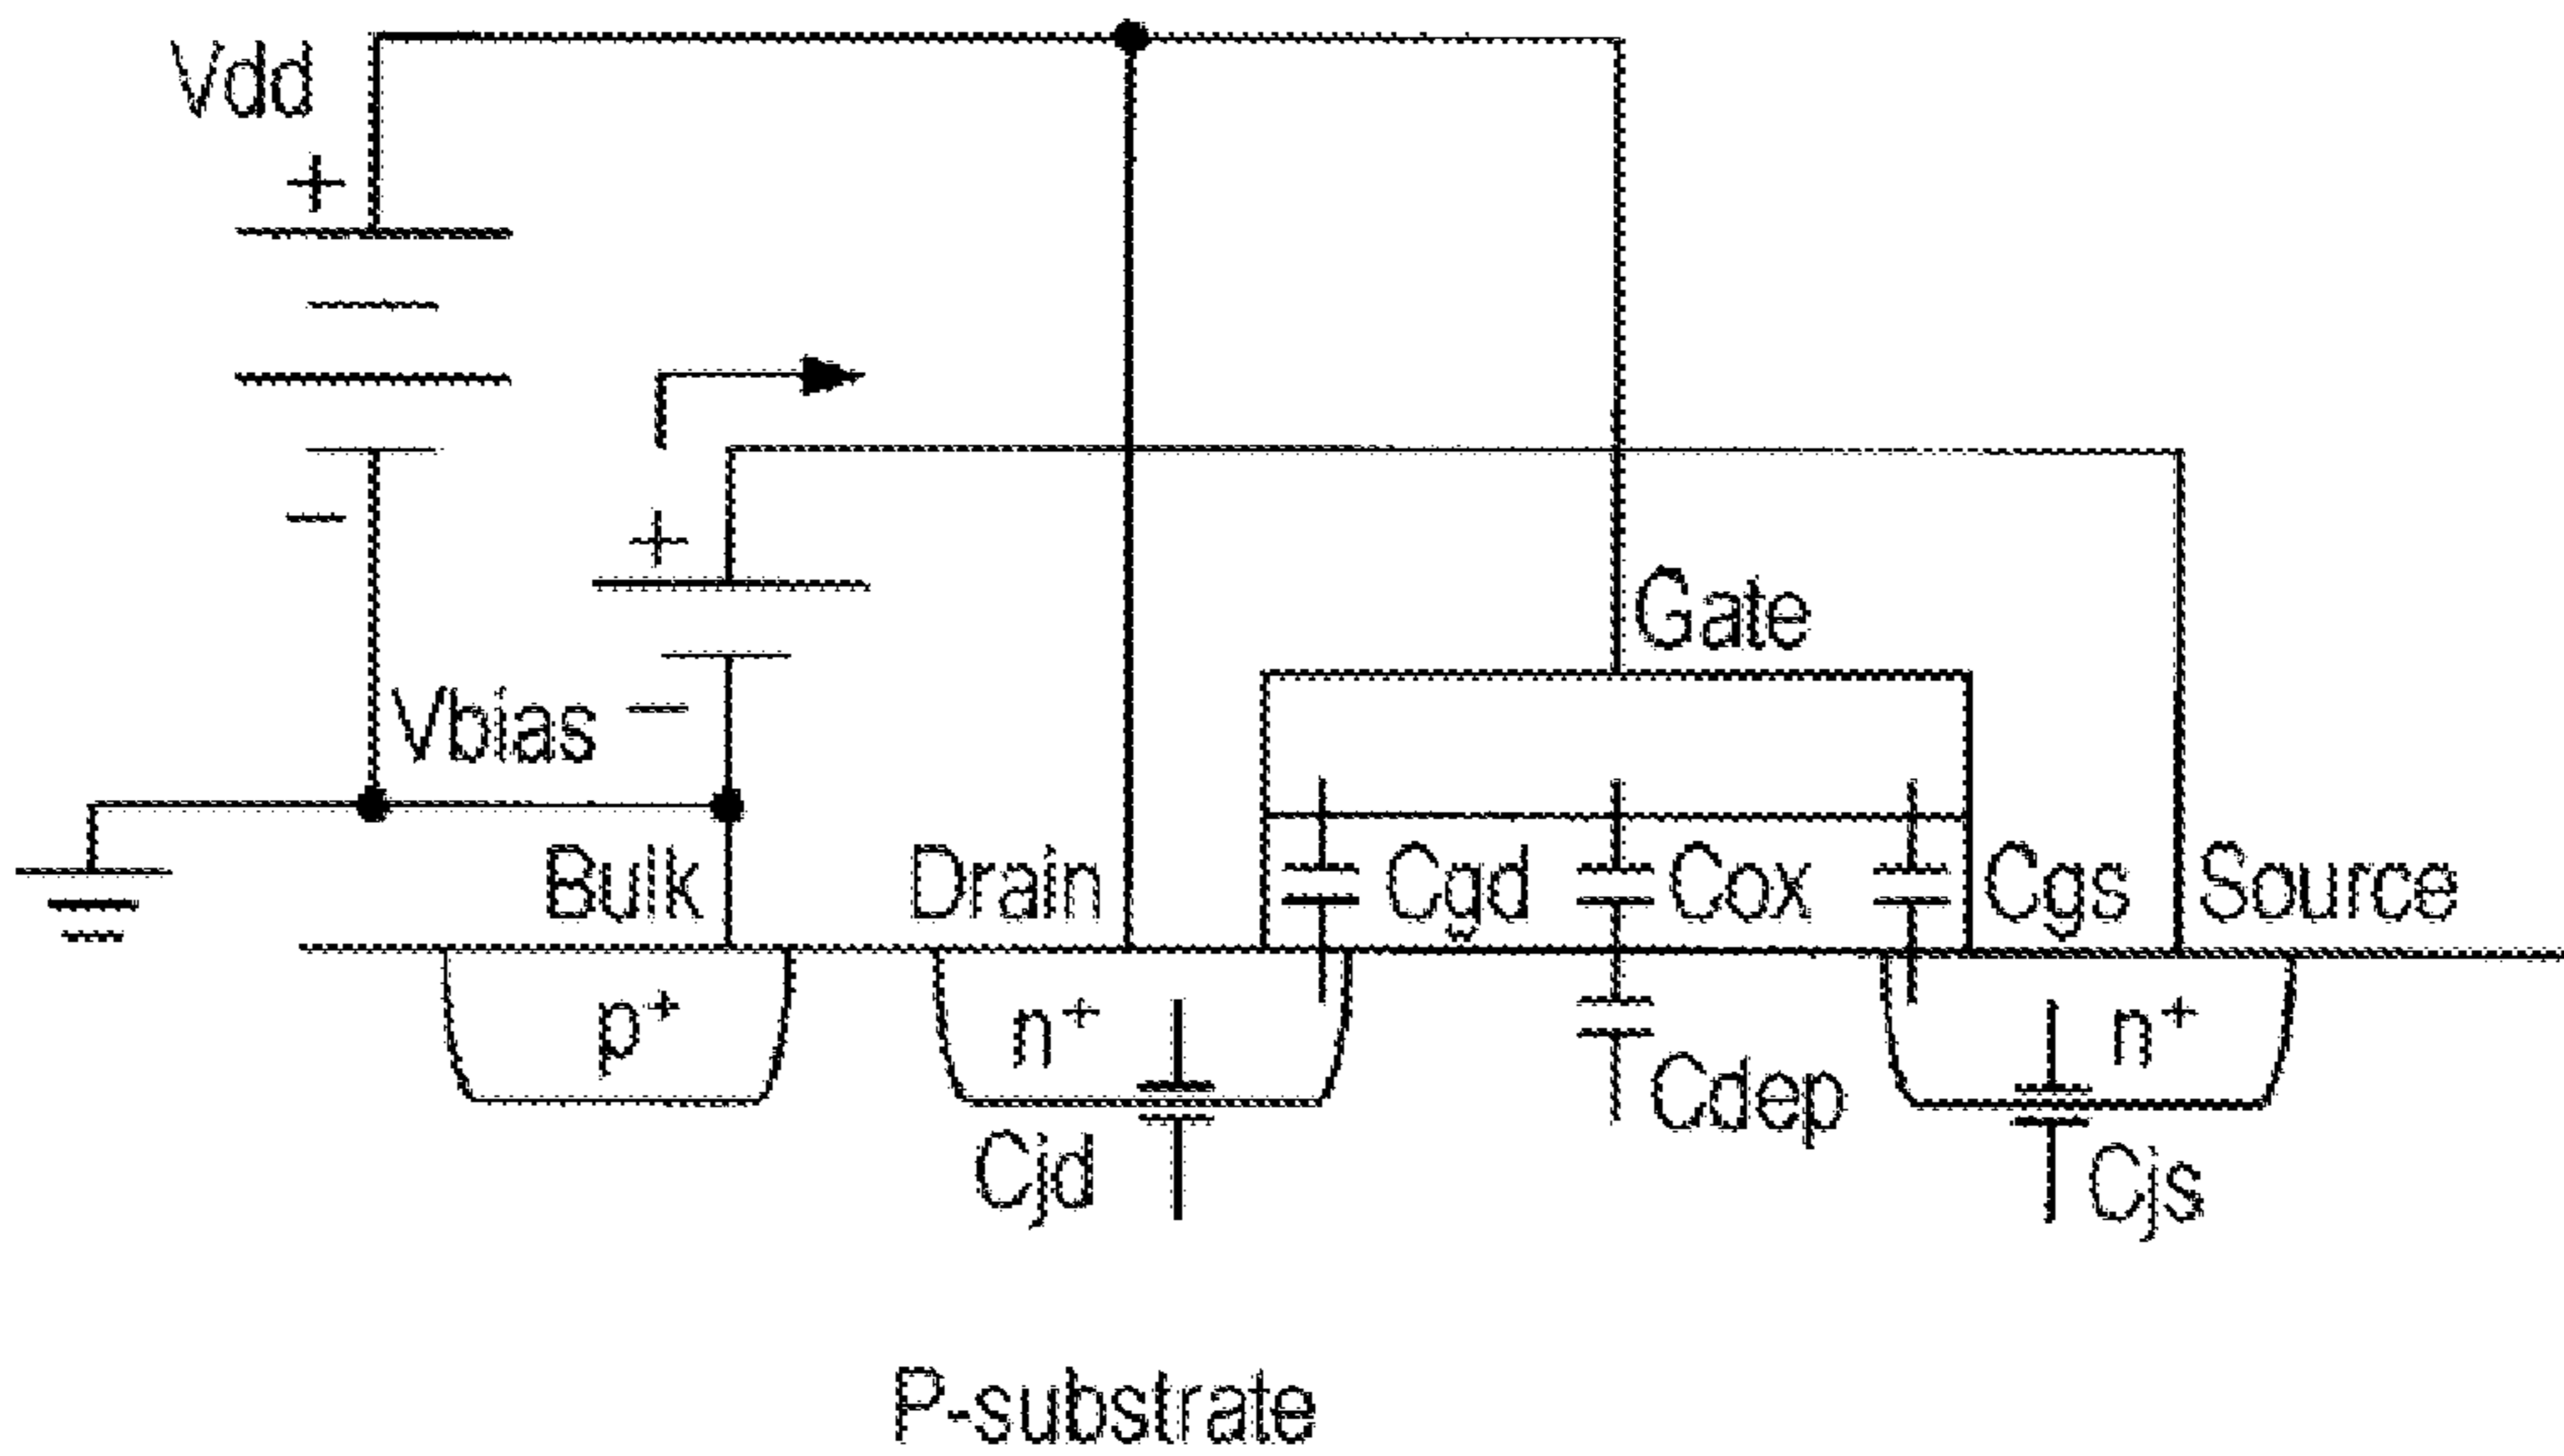 Vdd
+
−
+
Gate
Vbias −
Bulk
Drain
Cgd
Cox
Cgs
Source
p+
n+
n+
Cdep
Cjd
Cjs
P-substrate